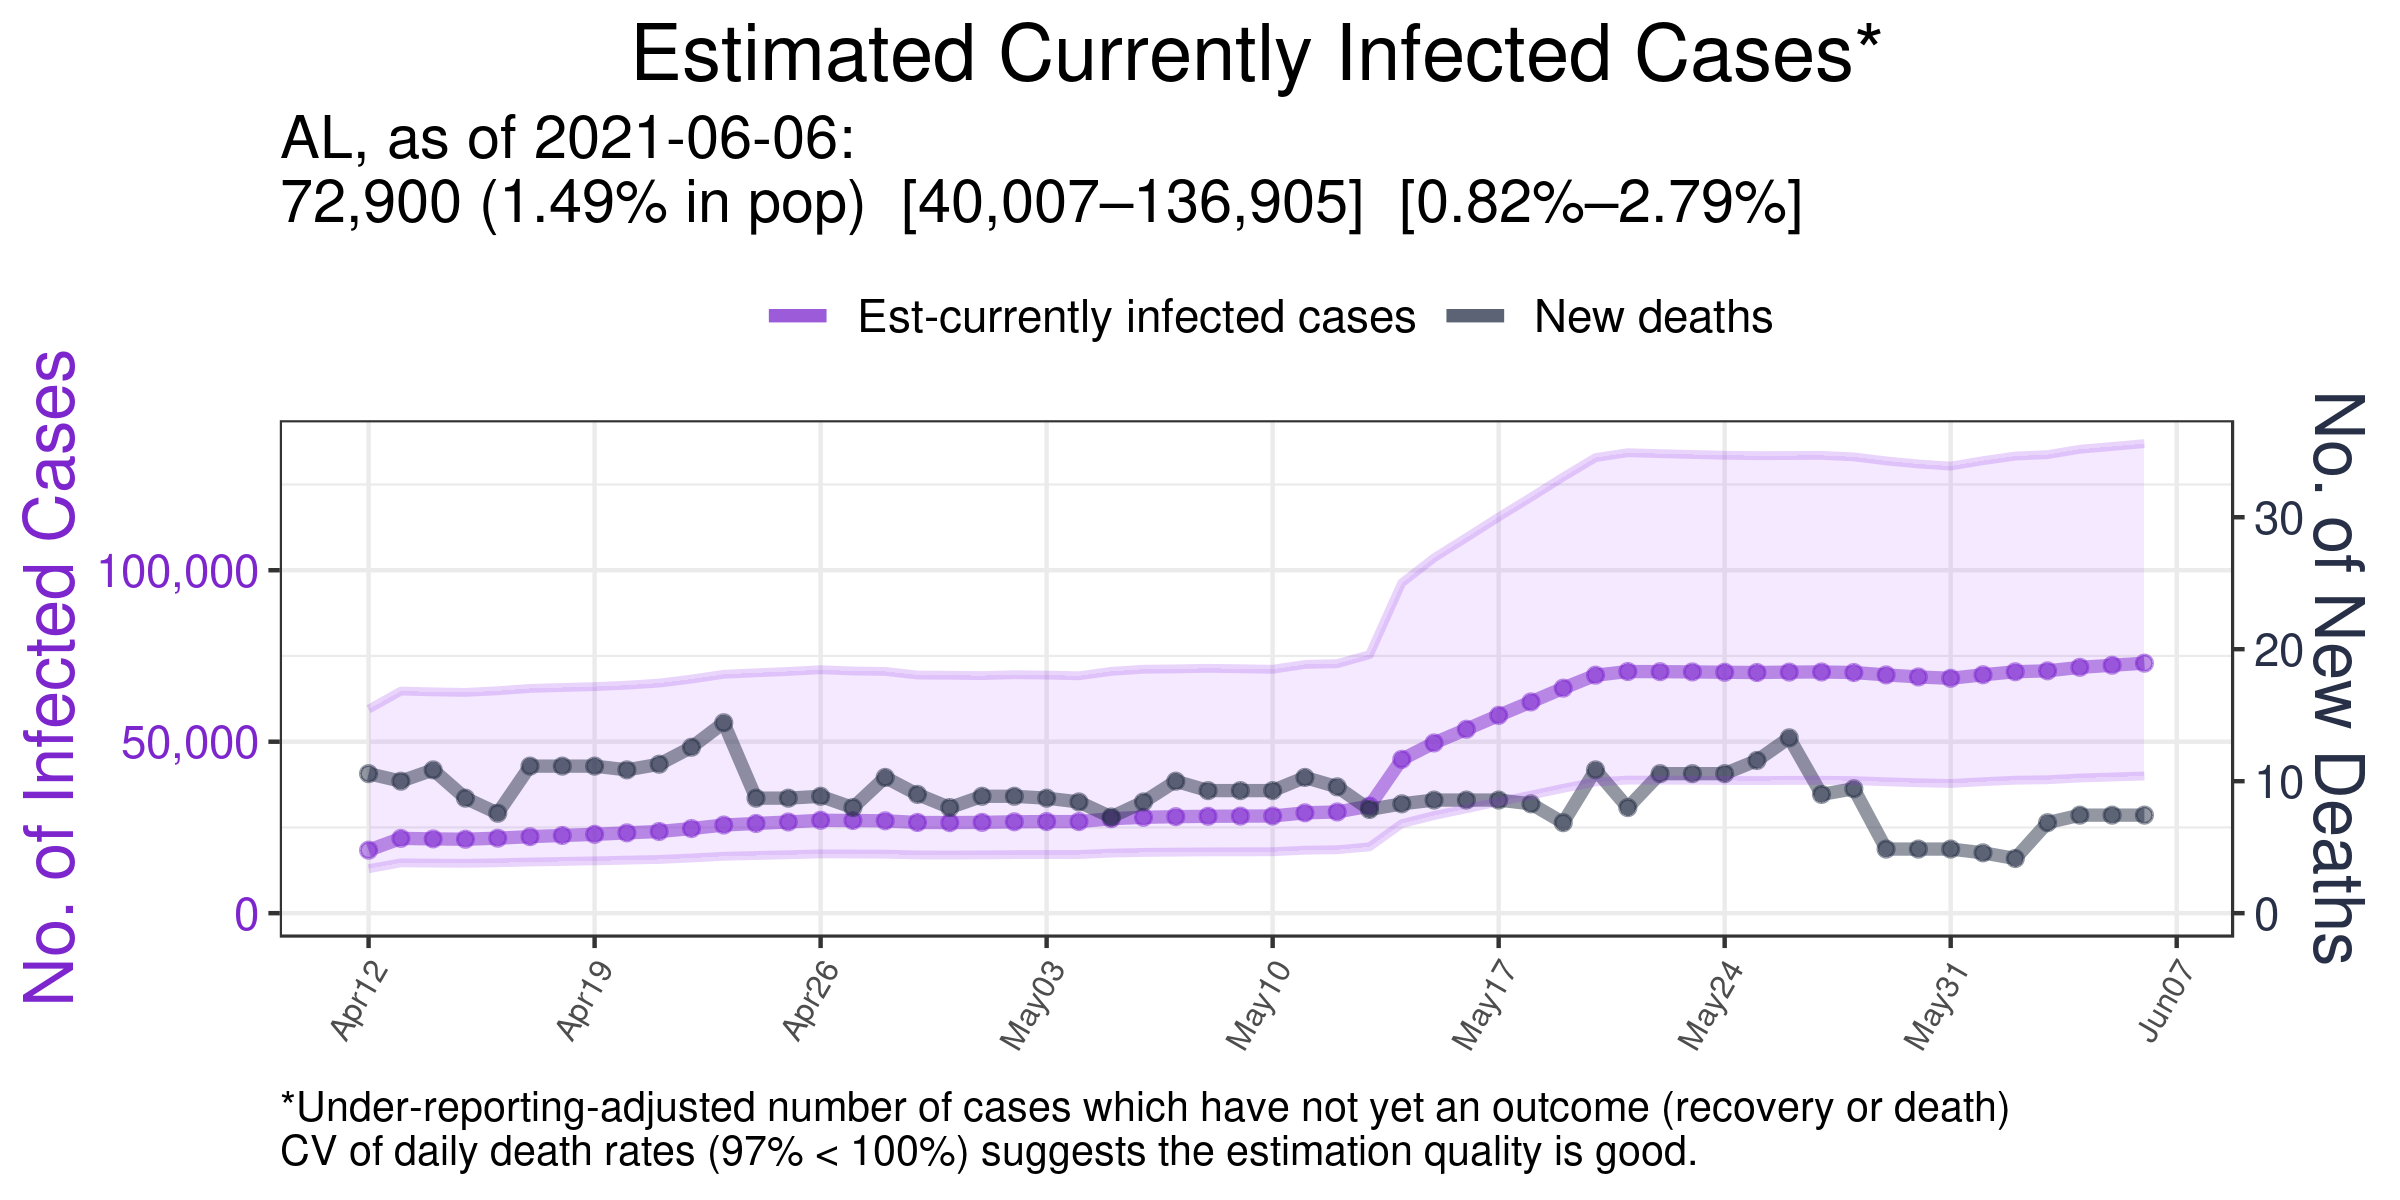 Estimated Currently Infected Cases*
AL, as of 2021-06-06:
72,900 (1.49% in pop)  [40,007–136,905]  [0.82%–2.79%]
Est-currently infected cases
New deaths
No. of Infected Cases
100,000
50,000
0
No. of New Deaths
30
20
10
0
Apr12
Apr19
Apr26
May03
May10
May17
May24
May31
Jun07
*Under-reporting-adjusted number of cases which have not yet an outcome (recovery or death)
CV of daily death rates (97% < 100%) suggests the estimation quality is good.